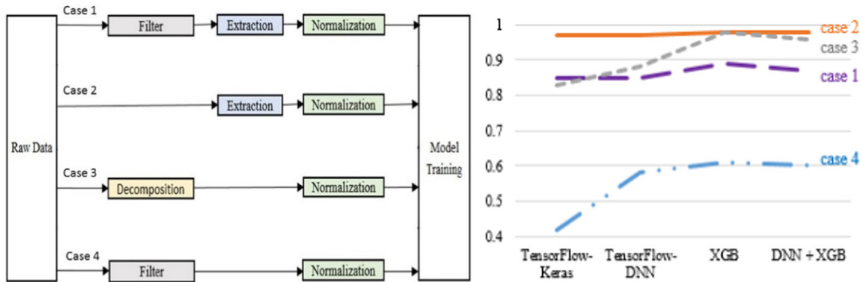 Case 1
Filter
Extraction
Normalization
Case 2
Extraction
Normalization
Raw Data
Model
Training
Case 3
Decomposition
Normalization
Case 4
Filter
Normalization
1
0.9
0.8
0.7
0.6
0.5
0.4
case 2
case 3
case 1
case 4
TensorFlow-
Keras
TensorFlow-
DNN
XGB
DNN + XGB